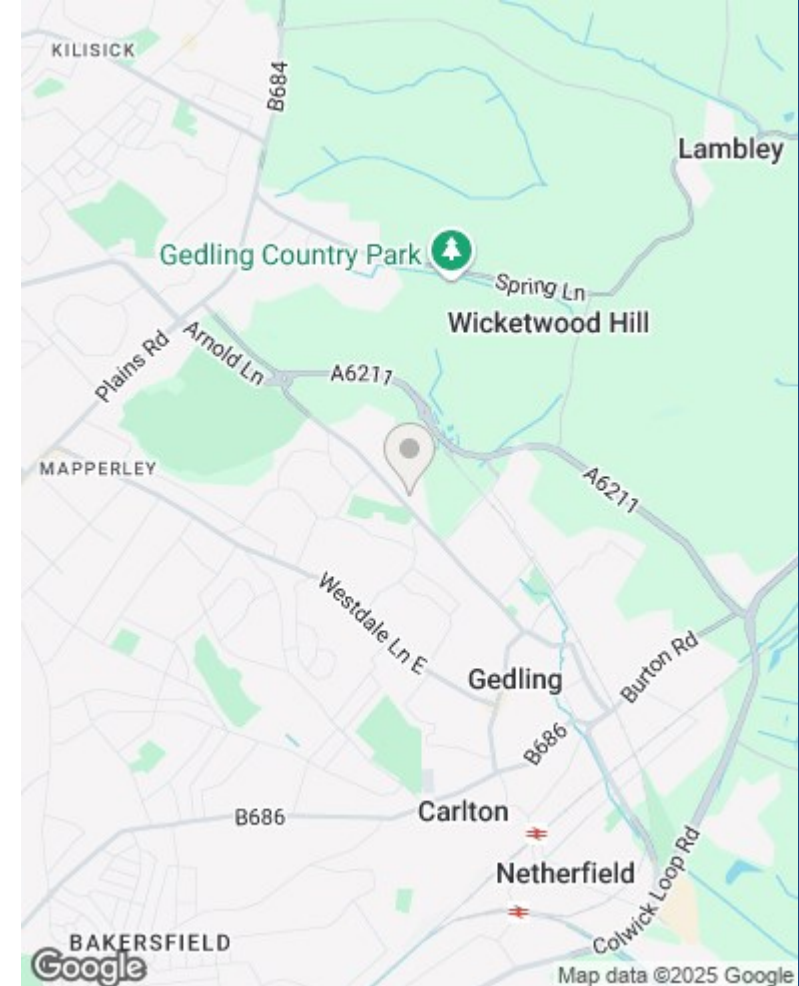 KILISICK
B684
Lambley
Gedling Country Park
Spring Ln
Wicketwood Hill
Plains Rd
Arnold Ln
A6211
MAPPERLEY
A6211
Westdale Ln E
Gedling
Burton Rd
B686
Carlton
B686
Netherfield
Colwick Loop Rd
BAKERSFIELD
Google
Map data ©2025 Google